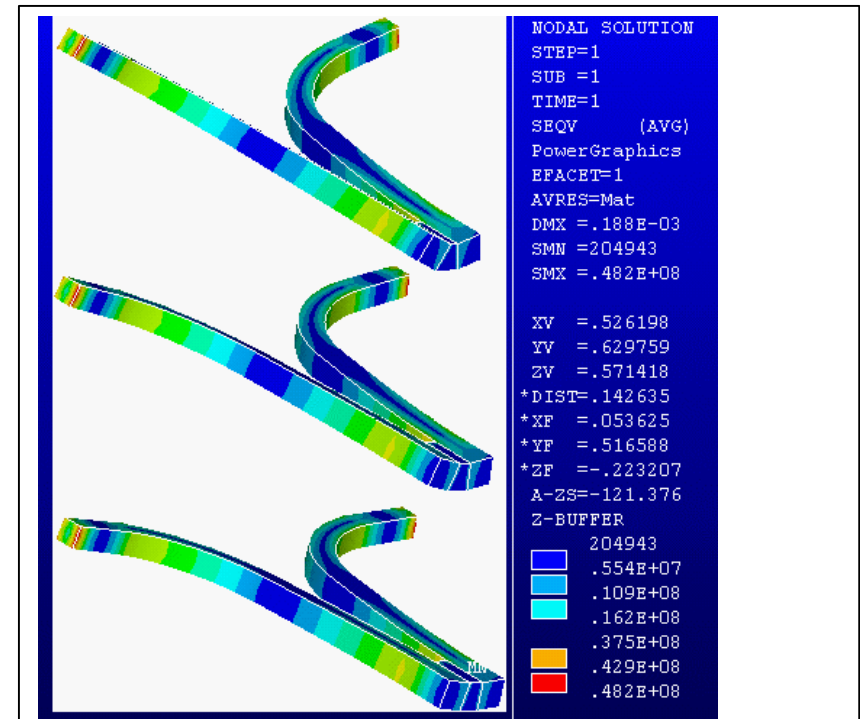 NODAL SOLUTION
STEP=1
SUB =1
TIME=1
SEQV (AVG)
PowerGraphics
EFACET=1
AVRES=Mat
DMX =.188E-03
SMN =204943
SMX =.482E+08
XV =.526198
YV =.629759
ZV =.571418
*DIST=.142635
*XF =.053625
*YF =.516588
*ZF =-.223207
A-ZS=-121.376
Z-BUFFER
204943
.554E+07
.109E+08
.162E+08
.375E+08
.429E+08
.482E+08
MN